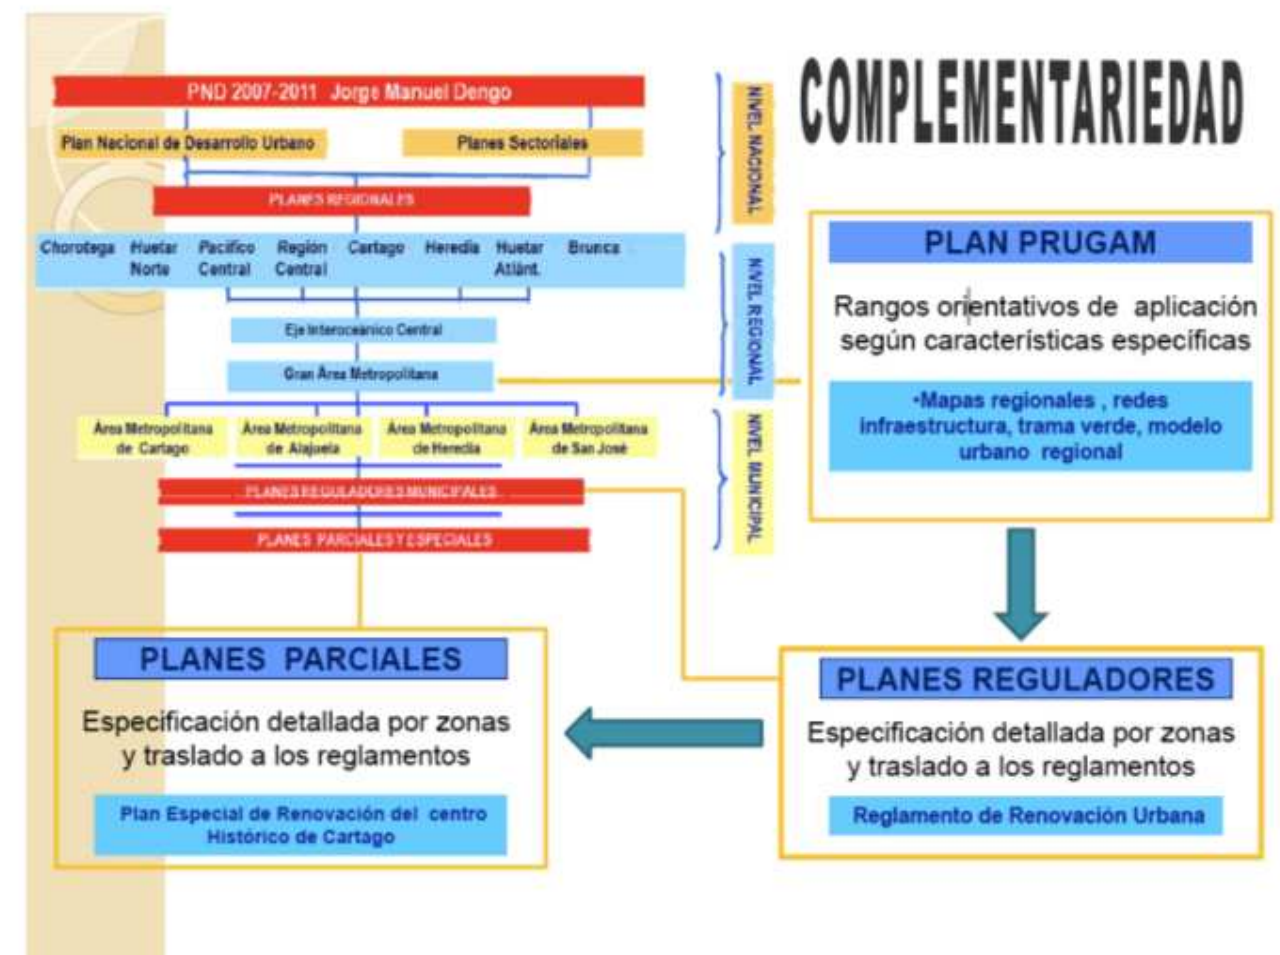 COMPLEMENTARIEDAD
PND 2007-2011 Jorge Manuel Dengo
Plan Nacional de Desarrollo Urbano
Planes Sectoriales
PLANES REGIONALES
NIVEL NACIONAL
Chorotega
Huetar
Norte
Pacífico
Central
Región
Central
Cartago
Heredia
Huetar
Atlánt.
Brunca
Eje Interoceánico Central
Gran Área Metropolitana
NIVEL REGIONAL
Área Metropolitana
de Cartago
Área Metropolitana
de Alajuela
Área Metropolitana
de Heredia
Área Metropolitana
de San José
PLANES REGULADORES MUNICIPALES
PLANES PARCIALES Y ESPECIALES
NIVEL MUNICIPAL
PLAN PRUGAM
Rangos orientativos de aplicación
según características específicas
•Mapas regionales , redes
infraestructura, trama verde, modelo
urbano regional
PLANES PARCIALES
Especificación detallada por zonas
y traslado a los reglamentos
Plan Especial de Renovación del centro
Histórico de Cartago
PLANES REGULADORES
Especificación detallada por zonas
y traslado a los reglamentos
Reglamento de Renovación Urbana